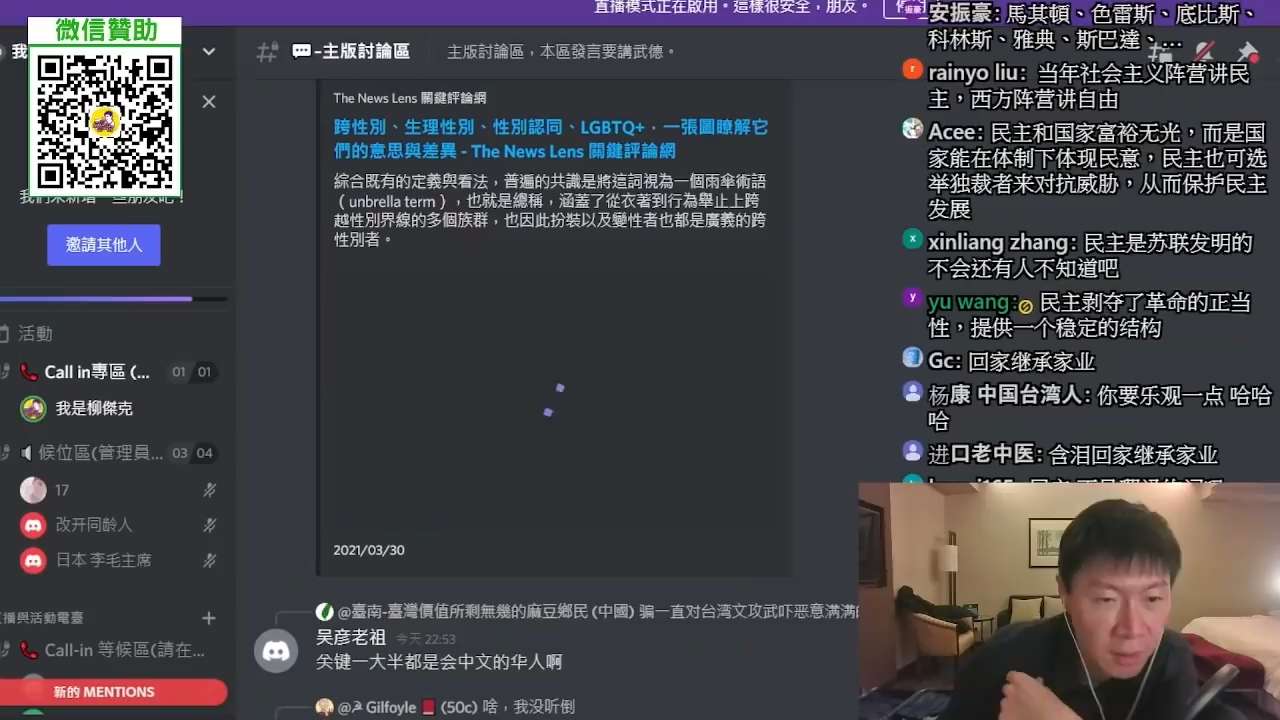 直播模式正在啟用。這樣很安全，朋友。
微信贊助
我
邀請其他人
活動
Call in專區 (...
01 01
我是柳傑克
候位區(管理員...
03 04
17
改开同龄人
日本 李毛主席
播與活動電臺
Call-in 等候區(請在...
新的 MENTIONS
-主版討論區
主版討論區，本區發言要講武德。
The News Lens 關鍵評論網
跨性別、生理性別、性別認同、LGBTQ+．一張圖瞭解它
們的意思與差異 - The News Lens 關鍵評論網
綜合既有的定義與看法，普遍的共識是將這詞視為一個雨傘術語
（unbrella term），也就是總稱，涵蓋了從衣著到行為舉止上跨
越性別界線的多個族群，也因此扮裝以及變性者也都是廣義的跨
性別者。
2021/03/30
@臺南-臺灣價值所剩無幾的麻豆鄉民 (中國) 骗一直对台湾文攻武吓恶意满满
吴彦老祖 今天 22:53
关键一大半都是会中文的华人啊
@☭ Gilfoyle (50c) 啥，我没听倒
安振豪: 馬其頓、色雷斯、底比斯、
科林斯、雅典、斯巴達、...
rainyo liu: 当年社会主义阵营讲民
主，西方阵营讲自由
Acee: 民主和国家富裕无光，而是国
家能在体制下体现民意，民主也可选
举独裁者来对抗威胁，从而保护民主
发展
xinliang zhang: 民主是苏联发明的
不会还有人不知道吧
yu wang: 民主剥夺了革命的正当
性，提供一个稳定的结构
Gc: 回家继承家业
杨康 中国台湾人: 你要乐观一点 哈哈
哈
进口老中医: 含泪回家继承家业